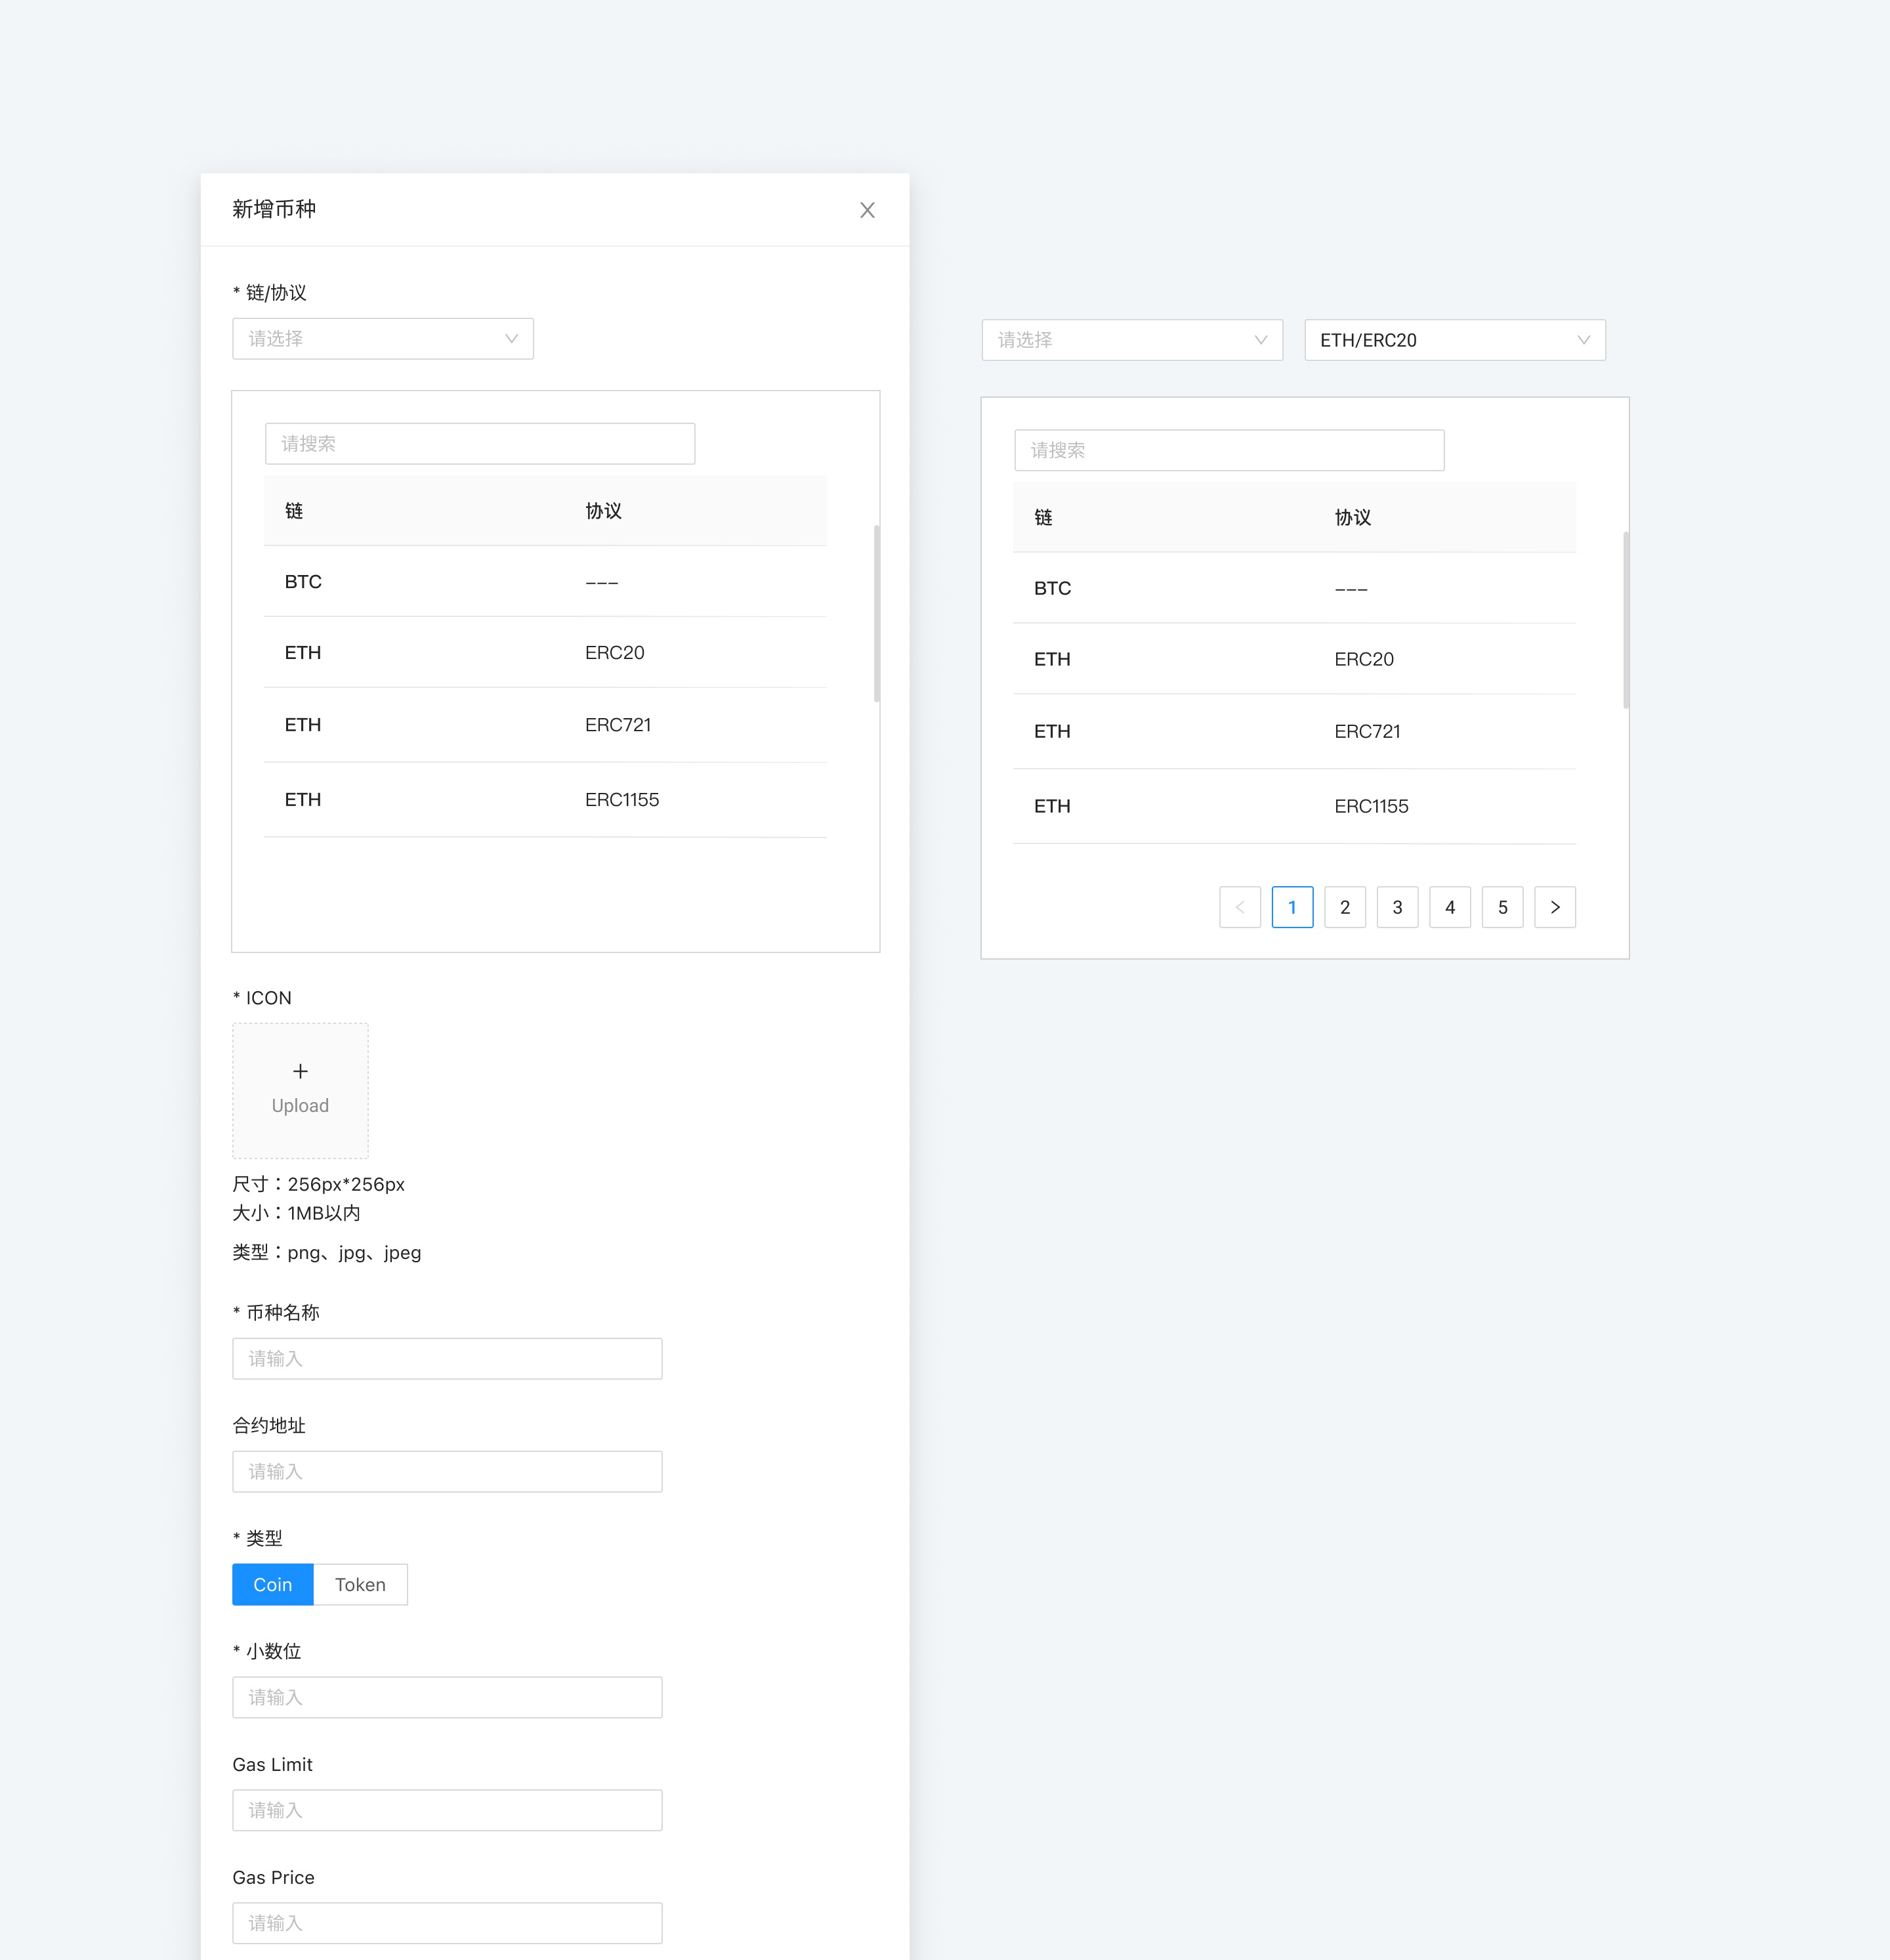 新增币种
* 链/协议
请选择
请搜索
链 协议
BTC ---
ETH ERC20
ETH ERC721
ETH ERC1155
* ICON
Upload
尺寸：256px*256px
大小：1MB以内
类型：png、jpg、jpeg
* 币种名称
请输入
合约地址
请输入
* 类型
Coin Token
* 小数位
请输入
Gas Limit
请输入
Gas Price
请输入
请选择 ETH/ERC20
请搜索
链 协议
BTC ---
ETH ERC20
ETH ERC721
ETH ERC1155
1 2 3 4 5